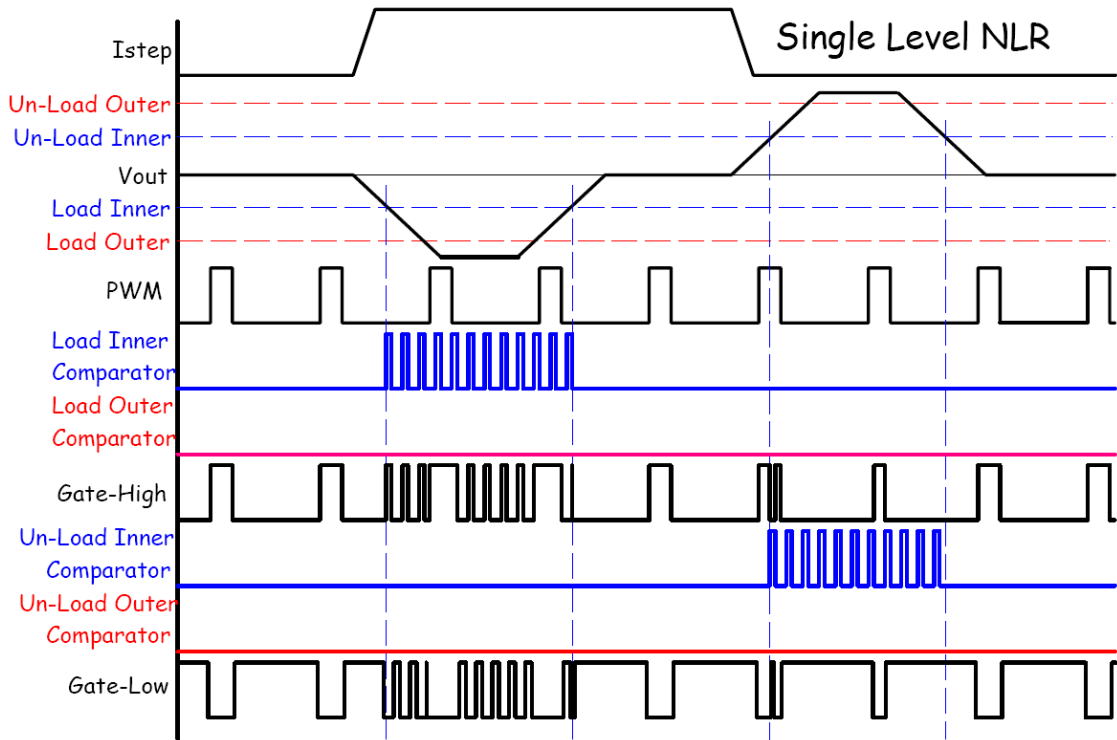 Single Level NLR
Istep
Un-Load Outer
Un-Load Inner
Vout
Load Inner
Load Outer
PWM
Load Inner
Comparator
Load Outer
Comparator
Gate-High
Un-Load Inner
Comparator
Un-Load Outer
Comparator
Gate-Low